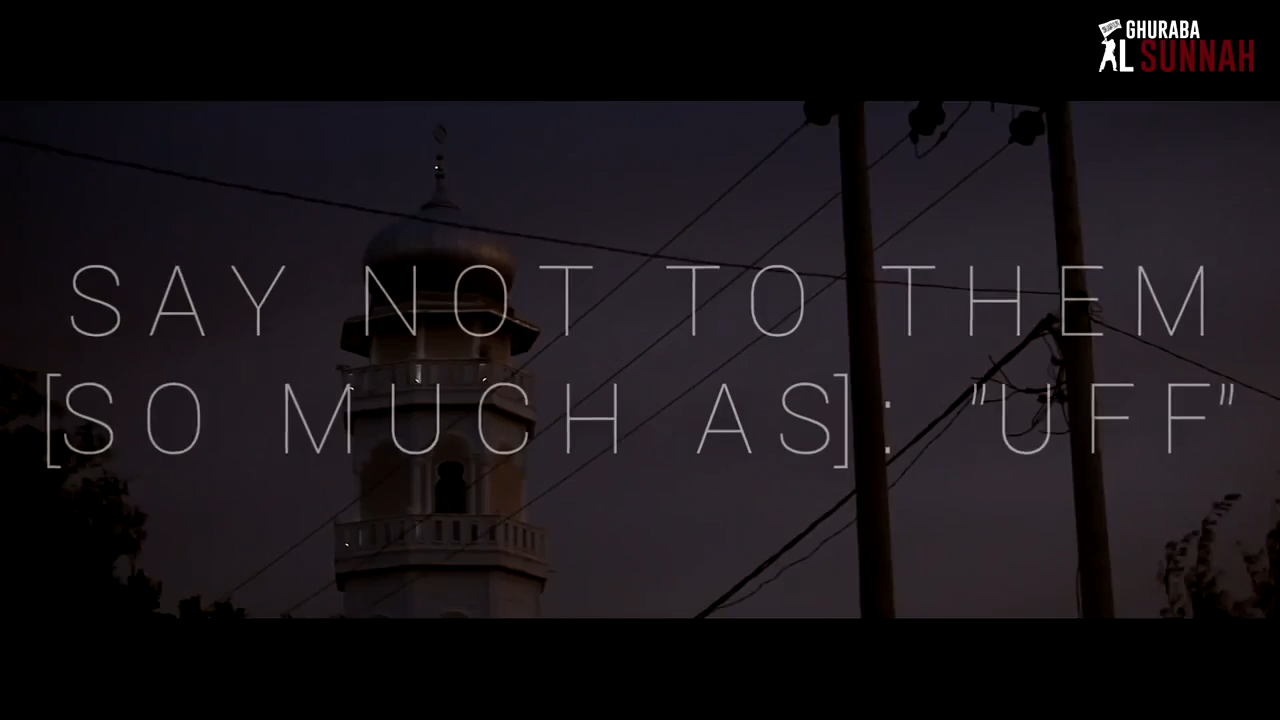 GHURABA
AL SUNNAH
SAY NOT TO THEM
[SO MUCH AS]: "UFF"